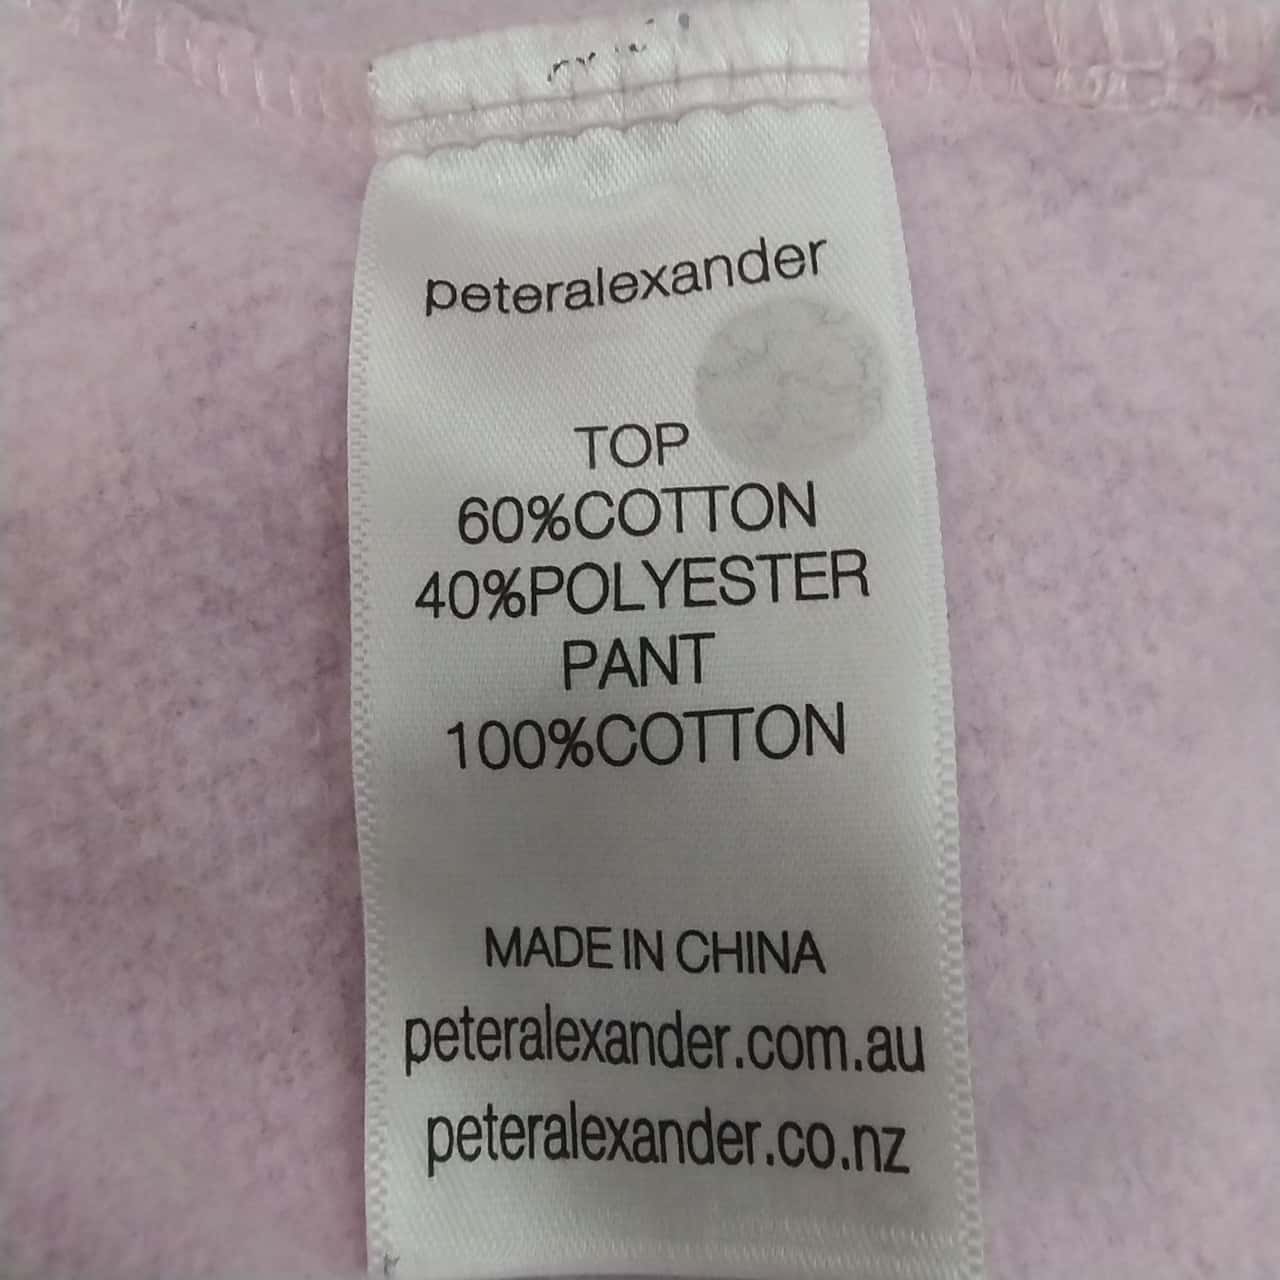 peteralexander
TOP
60%COTTON
40%POLYESTER
PANT
100%COTTON
MADE IN CHINA
peteralexander.com.au
peteralexander.co.nz